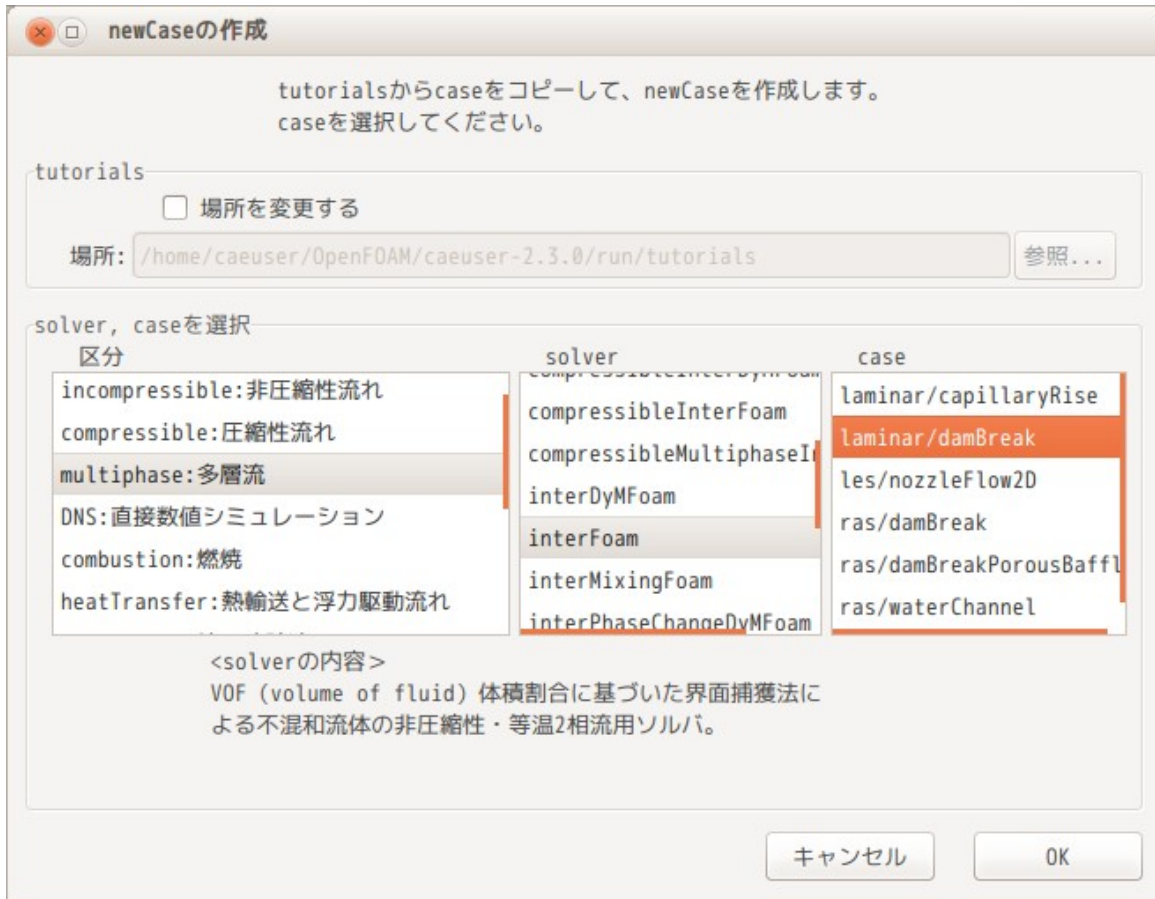 newCaseの作成
tutorialsからcaseをコピーして、newCaseを作成します。
caseを選択してください。
tutorials
場所を変更する
場所: /home/caeuser/OpenFOAM/caeuser-2.3.0/run/tutorials 参照...
solver, caseを選択
区分 solver case
incompressible:非圧縮性流れ
compressible:圧縮性流れ
multiphase:多層流
DNS:直接数値シミュレーション
combustion:燃焼
heatTransfer:熱輸送と浮力駆動流れ
compressibleInterDyMFoam
compressibleInterFoam
compressibleMultiphaseI
interDyMFoam
interFoam
interMixingFoam
interPhaseChangeDyMFoam
laminar/capillaryRise
laminar/damBreak
les/nozzleFlow2D
ras/damBreak
ras/damBreakPorousBaffl
ras/waterChannel
<solverの内容>
VOF (volume of fluid) 体積割合に基づいた界面捕獲法に
よる不混和流体の非圧縮性・等温2相流用ソルバ。
キャンセル OK